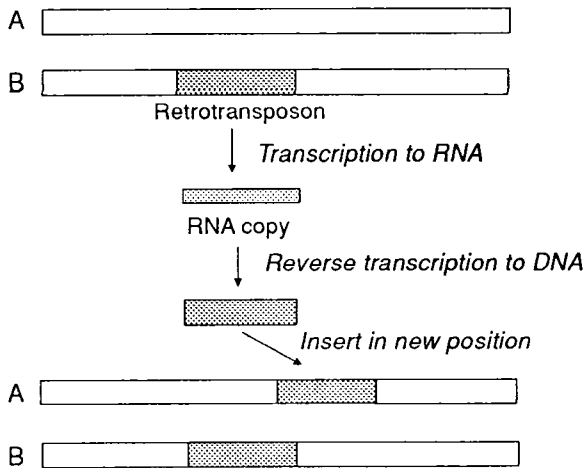 A
B
Retrotransposon
Transcription to RNA
RNA copy
Reverse transcription to DNA
Insert in new position
A
B